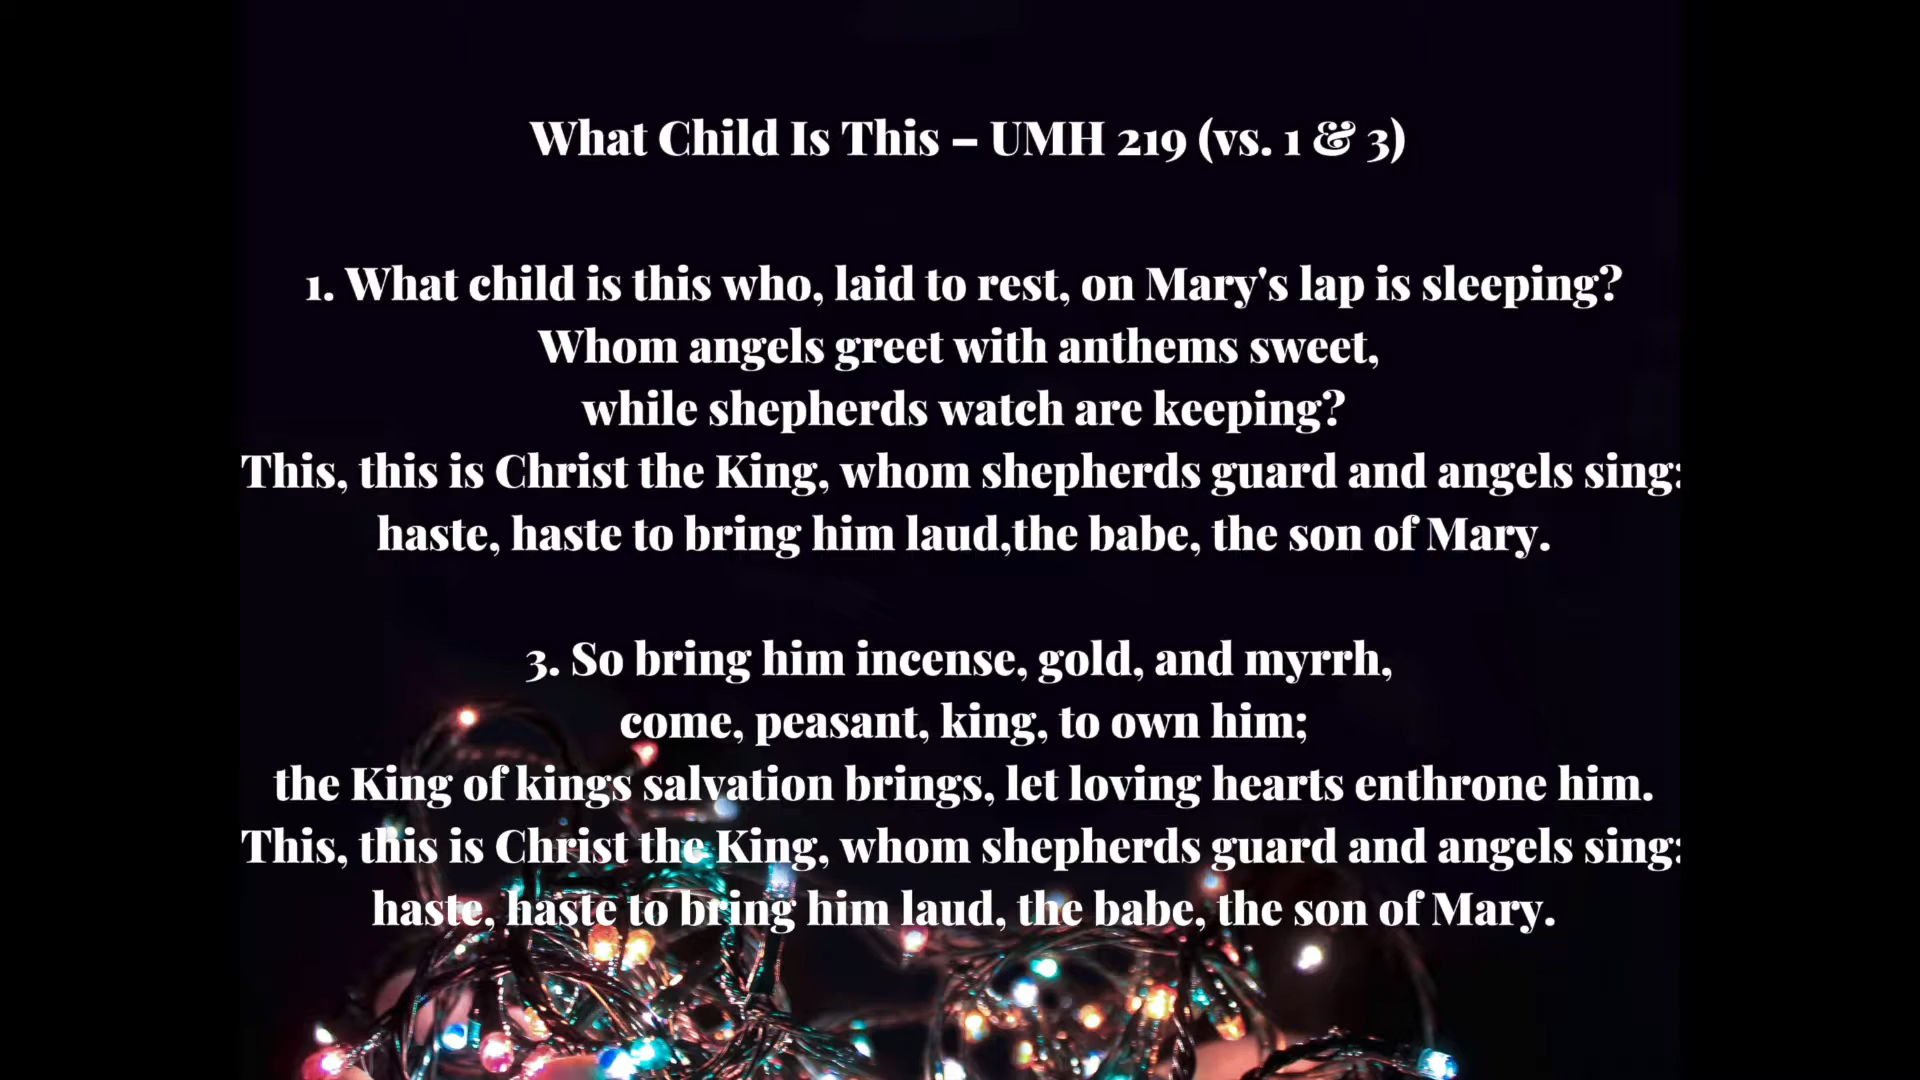 What Child Is This – UMH 219 (vs. 1 & 3)
1. What child is this who, laid to rest, on Mary's lap is sleeping?
Whom angels greet with anthems sweet,
while shepherds watch are keeping?
This, this is Christ the King, whom shepherds guard and angels sing:
haste, haste to bring him laud,the babe, the son of Mary.
3. So bring him incense, gold, and myrrh,
come, peasant, king, to own him;
the King of kings salvation brings, let loving hearts enthrone him.
This, this is Christ the King, whom shepherds guard and angels sing:
haste, haste to bring him laud, the babe, the son of Mary.